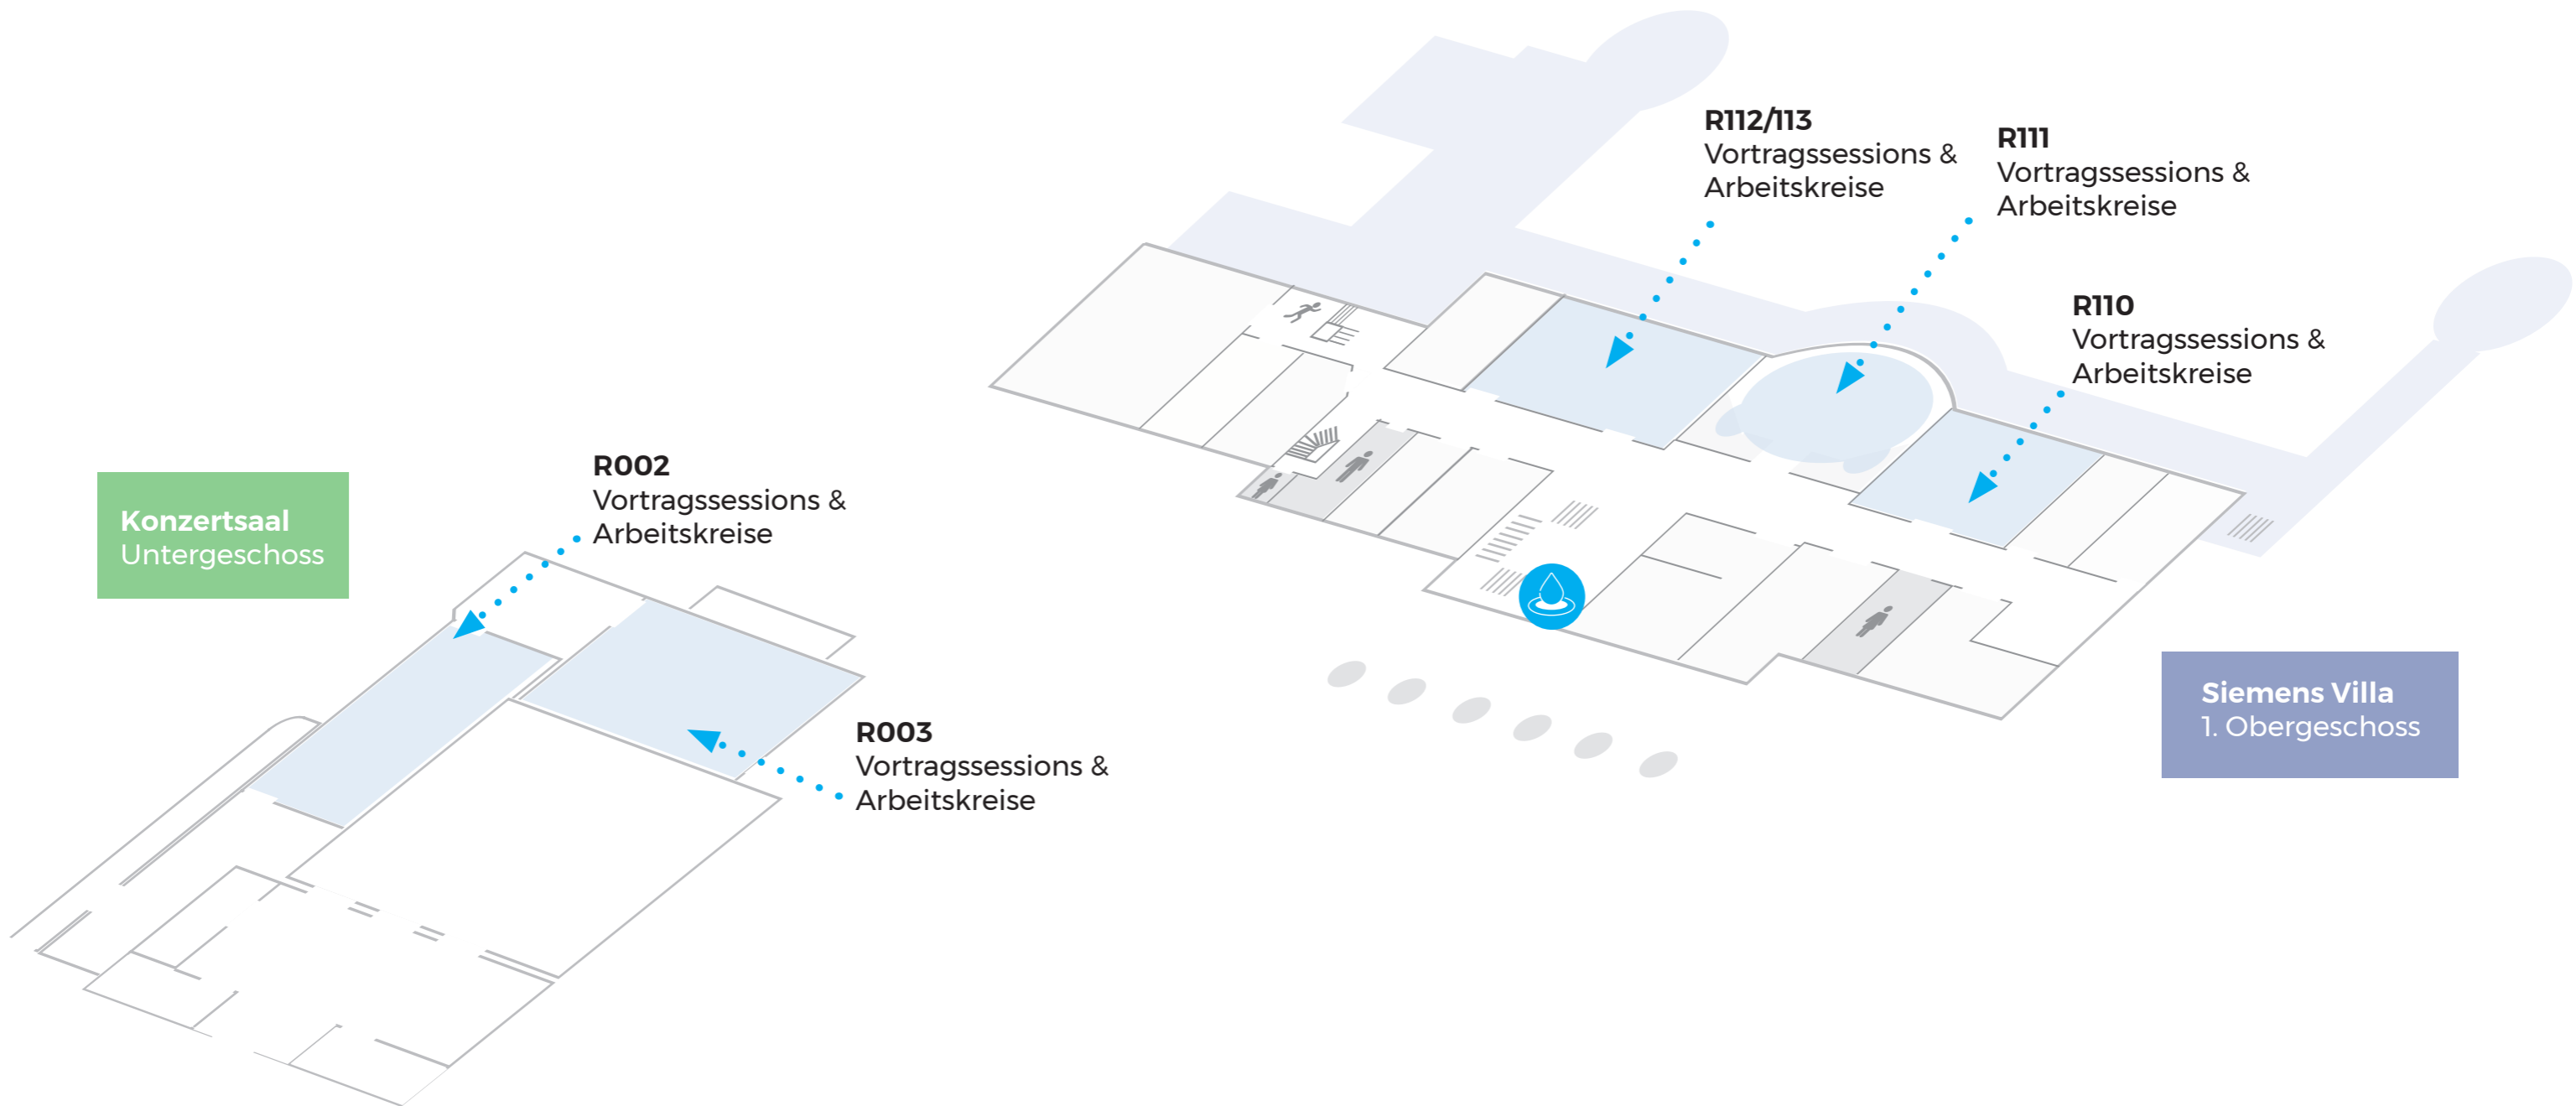 R112/113
Vortragssessions &
Arbeitskreise
R111
Vortragssessions &
Arbeitskreise
R110
Vortragssessions &
Arbeitskreise
R002
Vortragssessions &
Arbeitskreise
Konzertsaal
Untergeschoss
R003
Vortragssessions &
Arbeitskreise
Siemens Villa
1. Obergeschoss